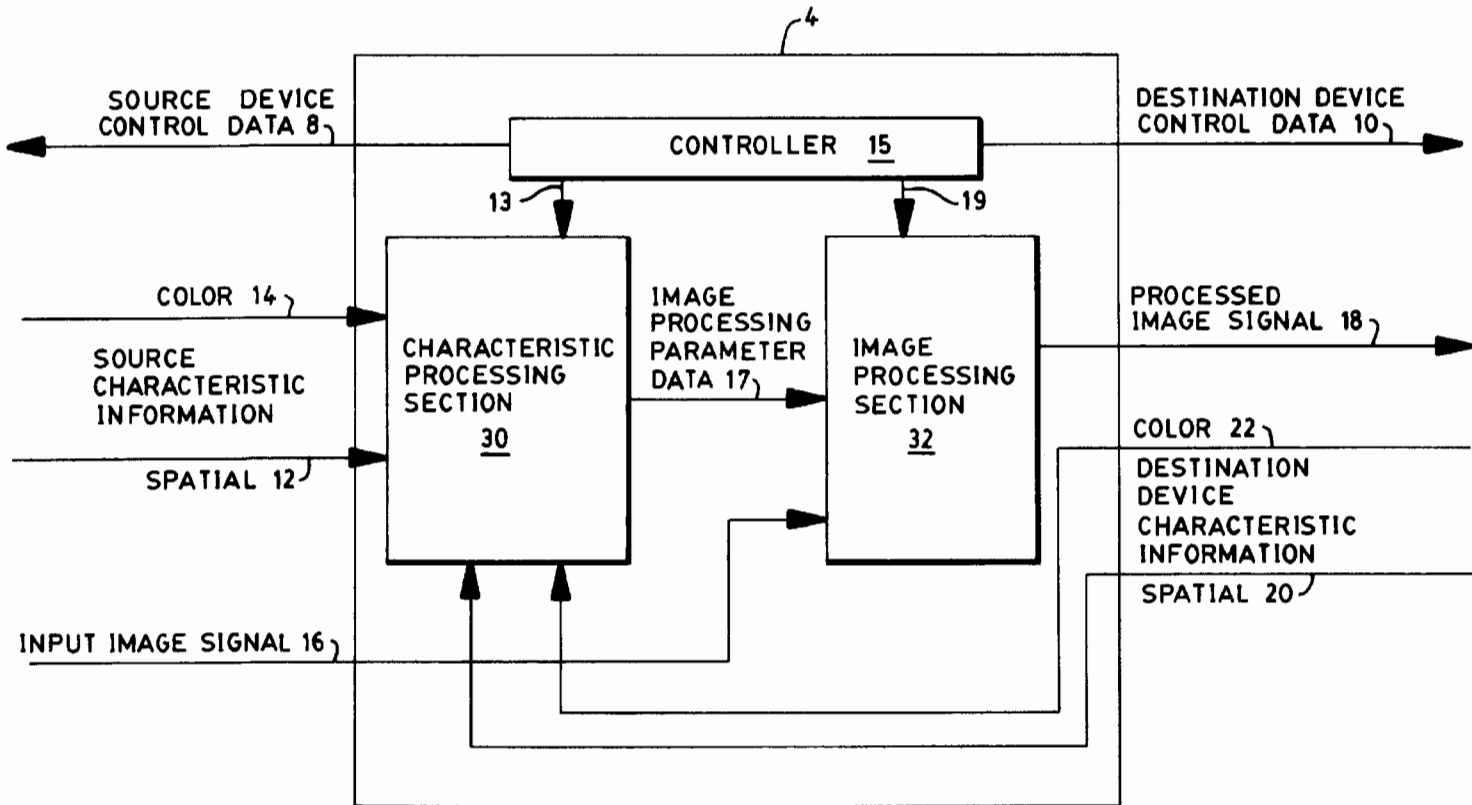 4
SOURCE DEVICE
CONTROL DATA 8
CONTROLLER 15
DESTINATION DEVICE
CONTROL DATA 10
13
19
COLOR 14
SOURCE
CHARACTERISTIC
INFORMATION
SPATIAL 12
CHARACTERISTIC
PROCESSING
SECTION
30
IMAGE
PROCESSING
PARAMETER
DATA 17
IMAGE
PROCESSING
SECTION
32
PROCESSED
IMAGE SIGNAL 18
COLOR 22
DESTINATION
DEVICE
CHARACTERISTIC
INFORMATION
SPATIAL 20
INPUT IMAGE SIGNAL 16